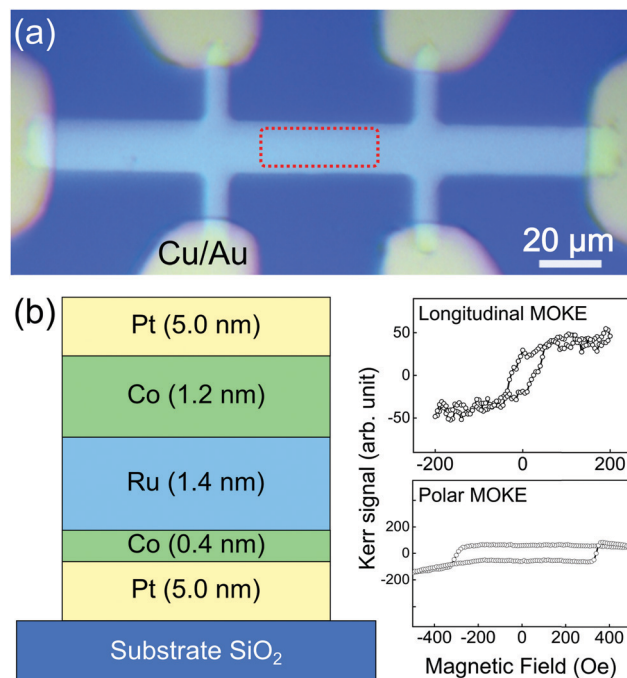 (a)
Cu/Au
20 μm
(b)
Pt (5.0 nm)
Co (1.2 nm)
Ru (1.4 nm)
Co (0.4 nm)
Pt (5.0 nm)
Substrate SiO₂
Kerr signal (arb. unit)
Longitudinal MOKE
50
0
-50
-200
0
200
Polar MOKE
200
0
-200
-400
-200
0
200
400
Magnetic Field (Oe)